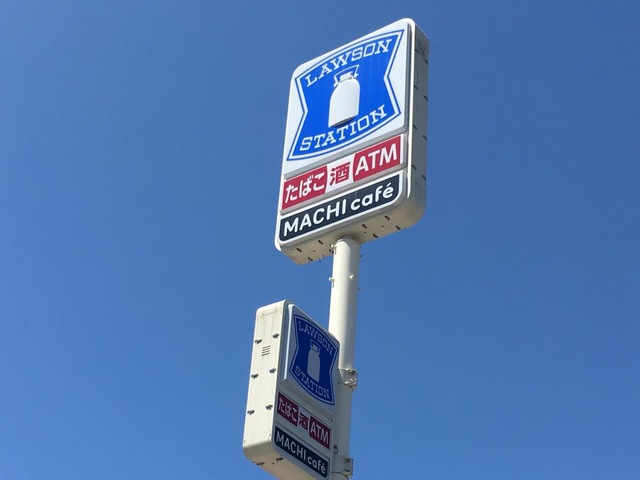 LAWSON
STATION
たばこ 酒 ATM
MACHI café
LAWSON
STATION
たばこ 酒 ATM
MACHI café